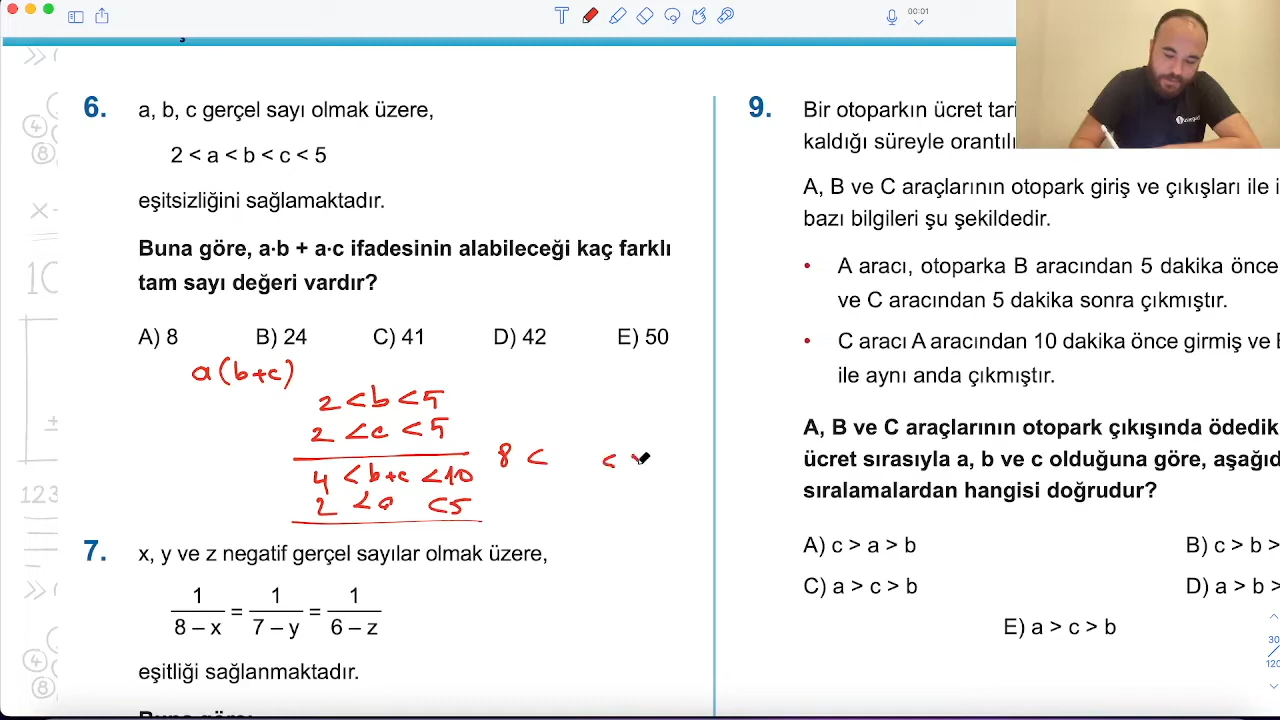 00:01
6.
a, b, c gerçel sayı olmak üzere,
2 < a < b < c < 5
eşitsizliğini sağlamaktadır.
Buna göre, a·b + a·c ifadesinin alabileceği kaç farklı
tam sayı değeri vardır?
A) 8 B) 24 C) 41 D) 42 E) 50
a(b+c)
2 < b < 5
2 < c < 5
4 < b+c < 10
2 < a < 5
8 < <
7.
x, y ve z negatif gerçel sayılar olmak üzere,
1/(8 – x) = 1/(7 – y) = 1/(6 – z)
eşitliği sağlanmaktadır.
9.
Bir otoparkın ücret tari
kaldığı süreyle orantılı
A, B ve C araçlarının otopark giriş ve çıkışları ile i
bazı bilgileri şu şekildedir.
• A aracı, otoparka B aracından 5 dakika önce
ve C aracından 5 dakika sonra çıkmıştır.
• C aracı A aracından 10 dakika önce girmiş ve B
ile aynı anda çıkmıştır.
A, B ve C araçlarının otopark çıkışında ödedik
ücret sırasıyla a, b ve c olduğuna göre, aşağıd
sıralamalardan hangisi doğrudur?
A) c > a > b B) c > b >
C) a > c > b D) a > b >
E) a > c > b
30
120